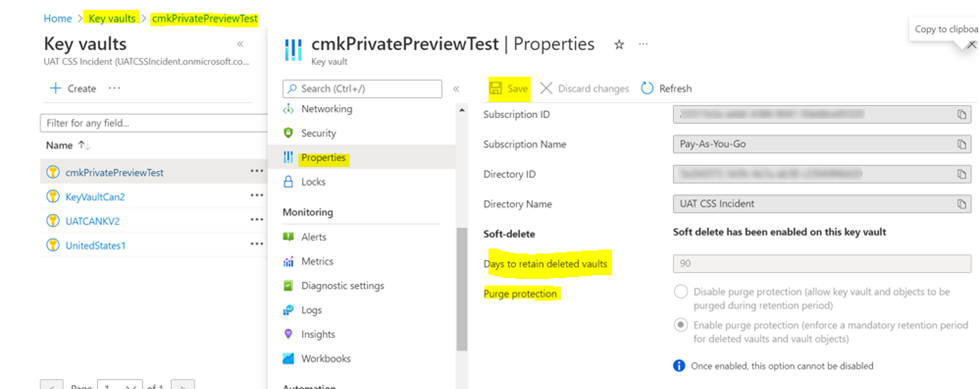 Home > Key vaults > cmkPrivatePreviewTest
Copy to clipboa
Key vaults
«
UAT CSS Incident (UATCSSIncident.onmicrosoft.co...
+ Create ...
Filter for any field...
Name ↑↓
cmkPrivatePreviewTest ...
KeyVaultCan2 ...
UATCANKV2 ...
UnitedStates1 ...
< Page 1 of 1 >
cmkPrivatePreviewTest | Properties ☆ ...
Key vault
Search (Ctrl+/) «
Networking
Security
Properties
Locks
Monitoring
Alerts
Metrics
Diagnostic settings
Logs
Insights
Workbooks
Automation
Save Discard changes Refresh
Subscription ID
Subscription Name Pay-As-You-Go
Directory ID
Directory Name UAT CSS Incident
Soft-delete Soft delete has been enabled on this key vault
Days to retain deleted vaults 90
Purge protection Disable purge protection (allow key vault and objects to be
purged during retention period)
Enable purge protection (enforce a mandatory retention period
for deleted vaults and vault objects)
Once enabled, this option cannot be disabled